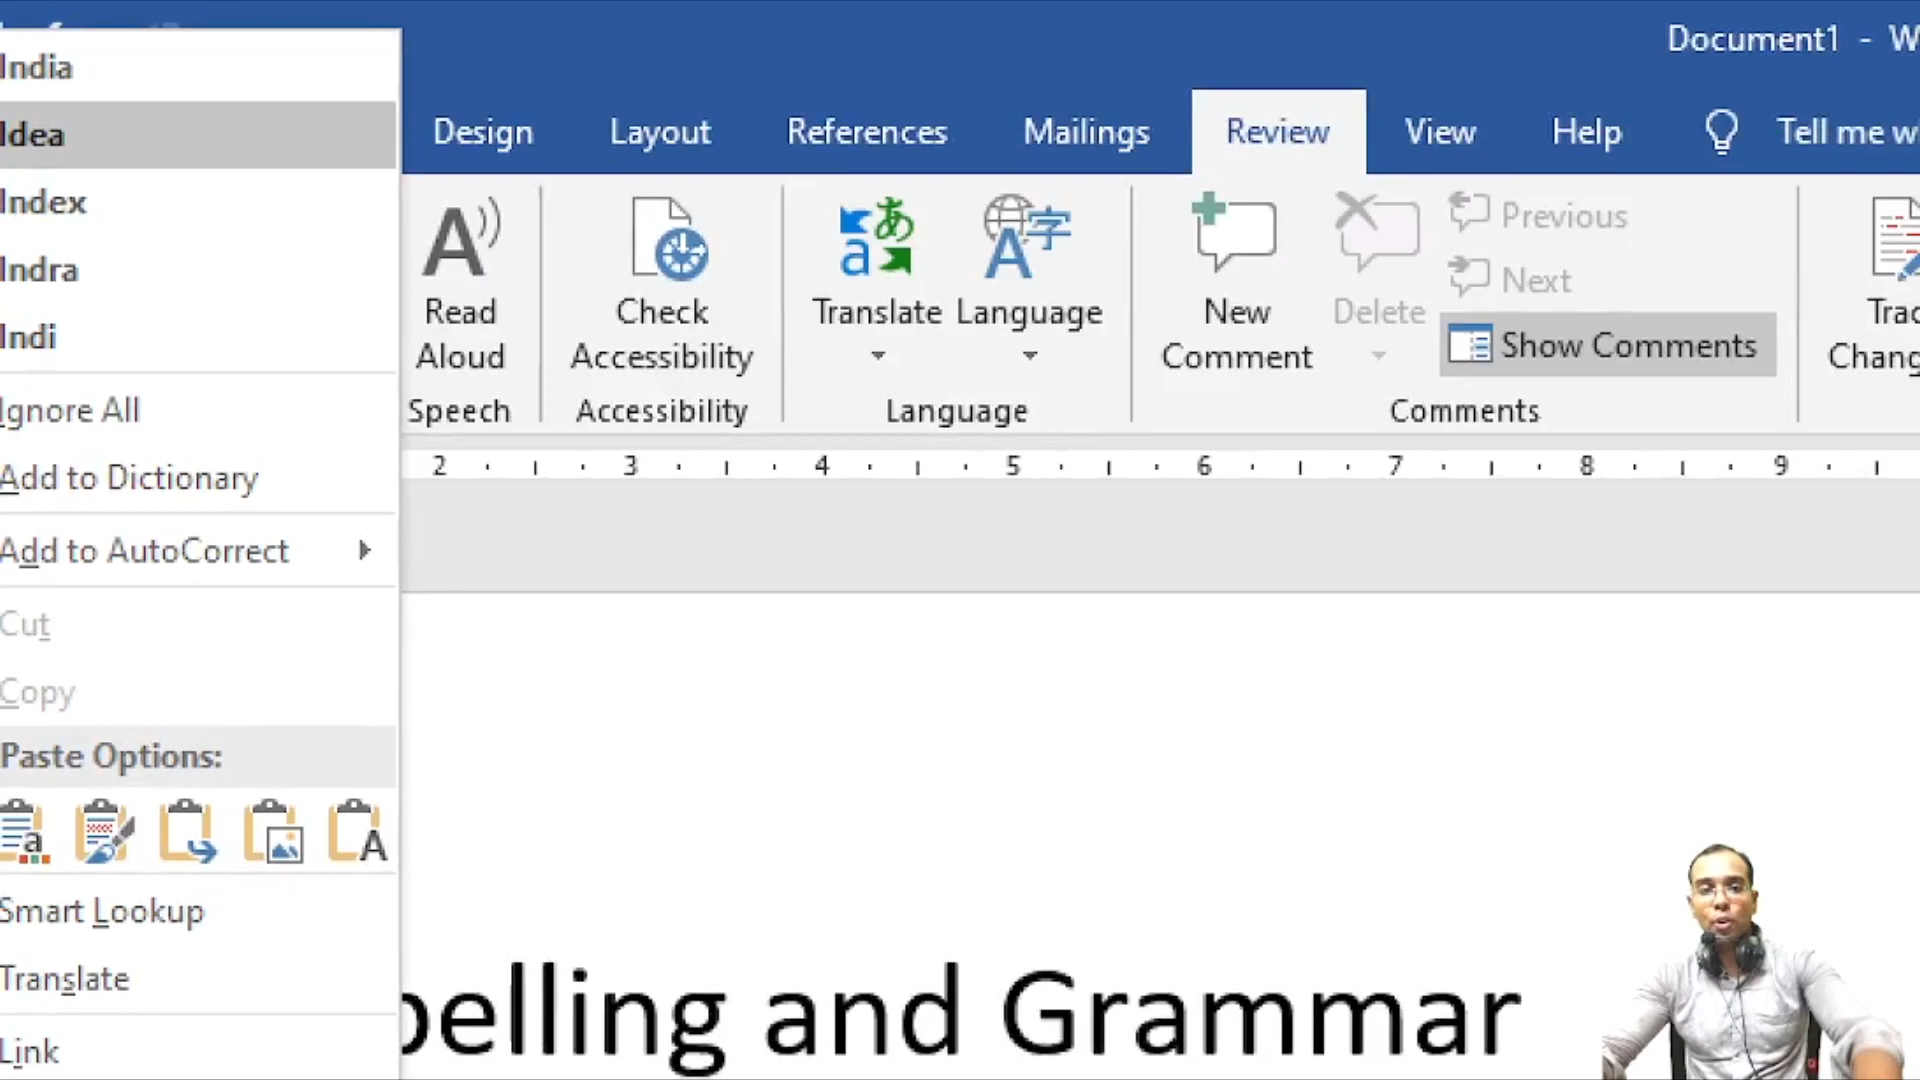 Document1 - W
Design Layout References Mailings Review View Help Tell me w
India
Idea
Index
Indra
Indi
Ignore All
Add to Dictionary
Add to AutoCorrect
Cut
Copy
Paste Options:
Smart Lookup
Translate
Link
Read Aloud
Speech
Check Accessibility
Accessibility
Translate
Language
Language
New Comment
Delete
Previous
Next
Show Comments
Comments
Trac
Chang
2 3 4 5 6 7 8 9
pelling and Grammar